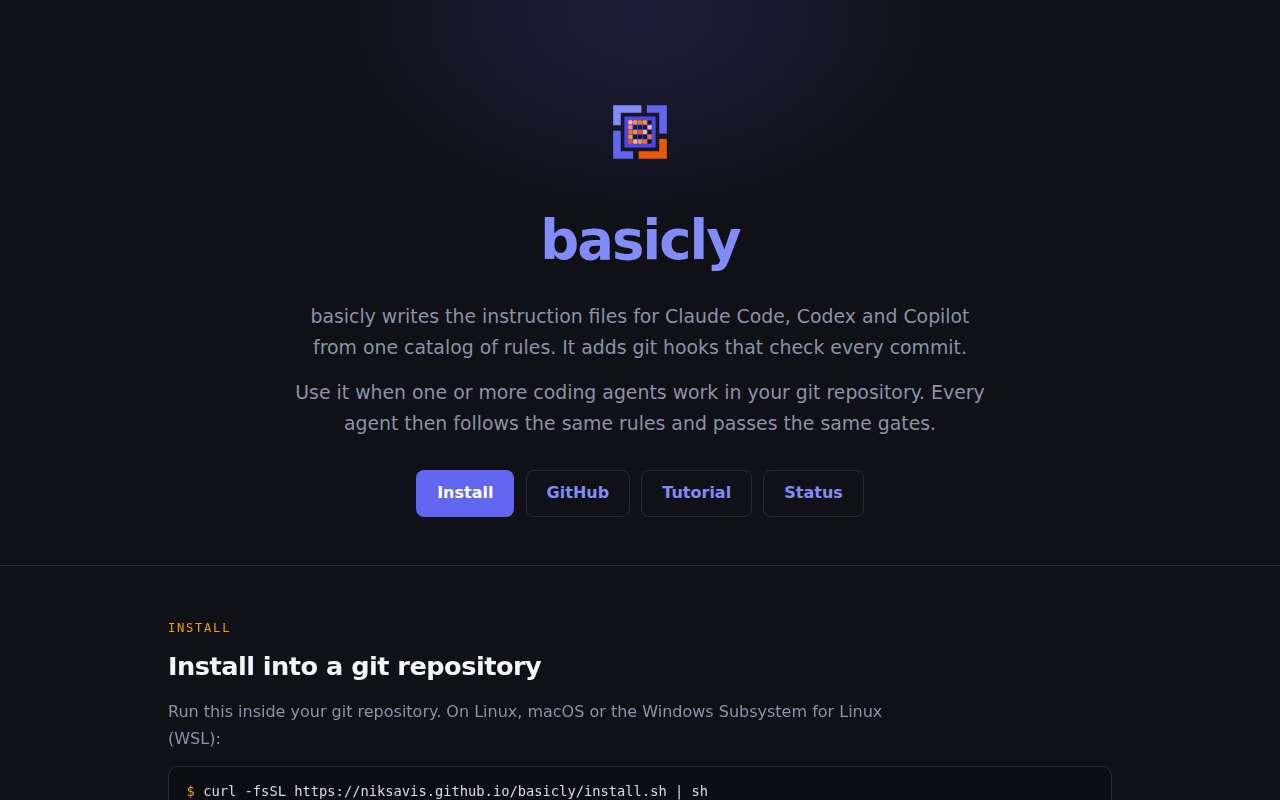 basicly
basicly writes the instruction files for Claude Code, Codex and Copilot
from one catalog of rules. It adds git hooks that check every commit.
Use it when one or more coding agents work in your git repository. Every
agent then follows the same rules and passes the same gates.
Install GitHub Tutorial Status
INSTALL
Install into a git repository
Run this inside your git repository. On Linux, macOS or the Windows Subsystem for Linux
(WSL):
$ curl -fsSL https://niksavis.github.io/basicly/install.sh | sh